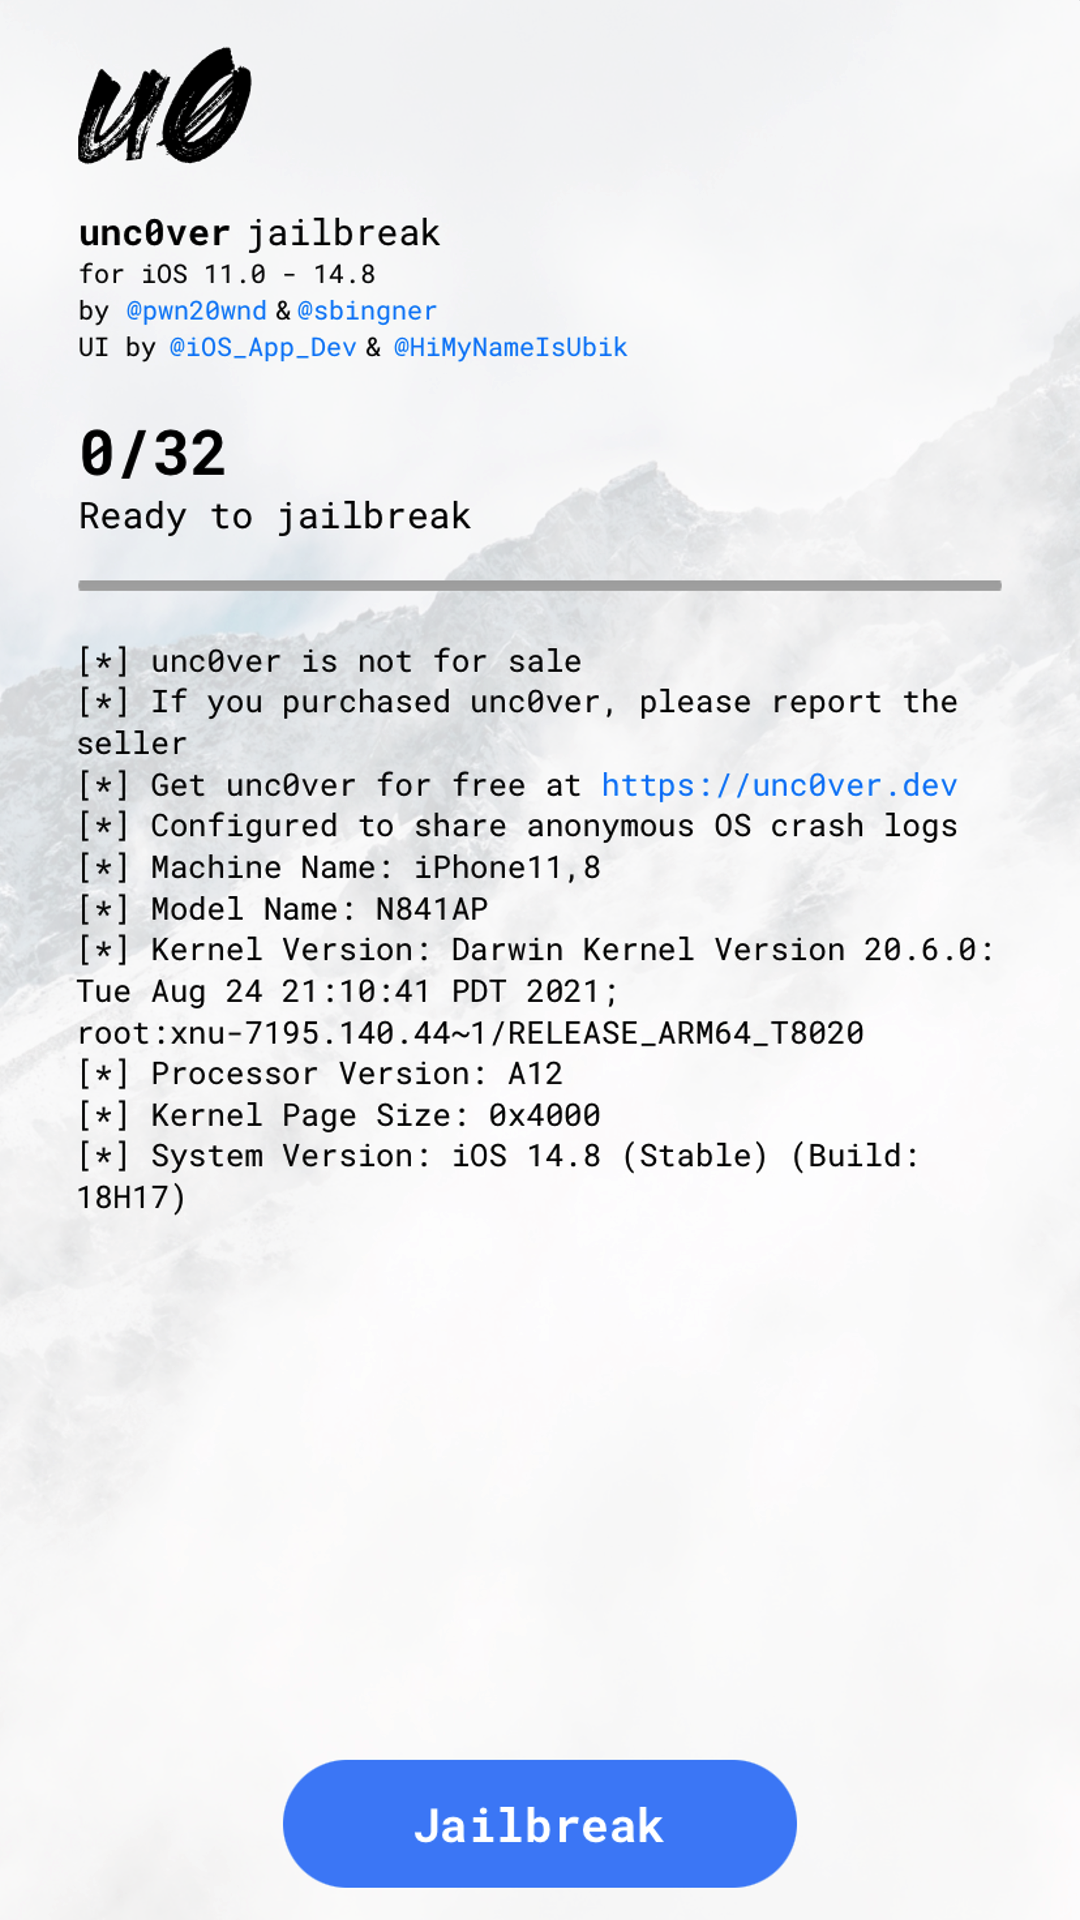 u0
unc0ver jailbreak
for iOS 11.0 - 14.8
by @pwn20wnd & @sbingner
UI by @iOS_App_Dev & @HiMyNameIsUbik
0/32
Ready to jailbreak
[*] unc0ver is not for sale
[*] If you purchased unc0ver, please report the
seller
[*] Get unc0ver for free at https://unc0ver.dev
[*] Configured to share anonymous OS crash logs
[*] Machine Name: iPhone11,8
[*] Model Name: N841AP
[*] Kernel Version: Darwin Kernel Version 20.6.0:
Tue Aug 24 21:10:41 PDT 2021;
root:xnu-7195.140.44~1/RELEASE_ARM64_T8020
[*] Processor Version: A12
[*] Kernel Page Size: 0x4000
[*] System Version: iOS 14.8 (Stable) (Build:
18H17)
Jailbreak